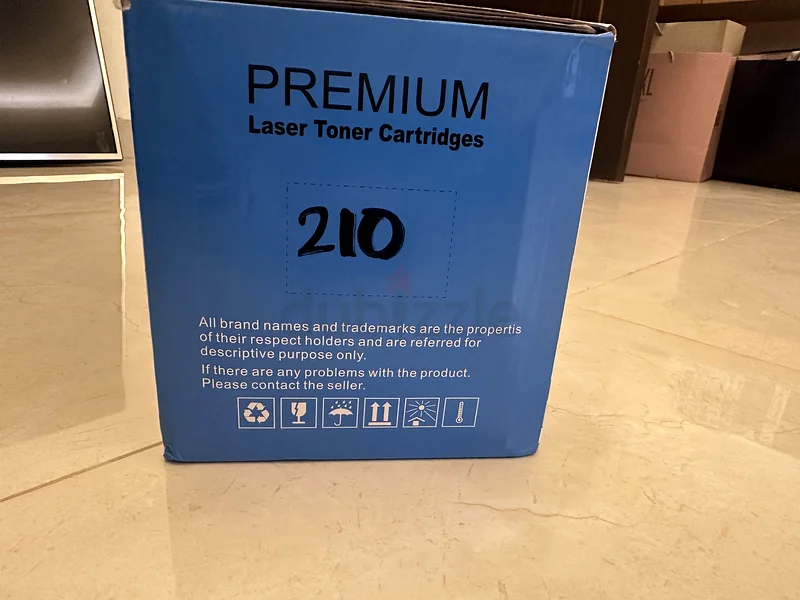 PREMIUM
Laser Toner Cartridges
210
dubizzle
All brand names and trademarks are the propertis
of their respect holders and are referred for
descriptive purpose only.
If there are any problems with the product.
Please contact the seller.